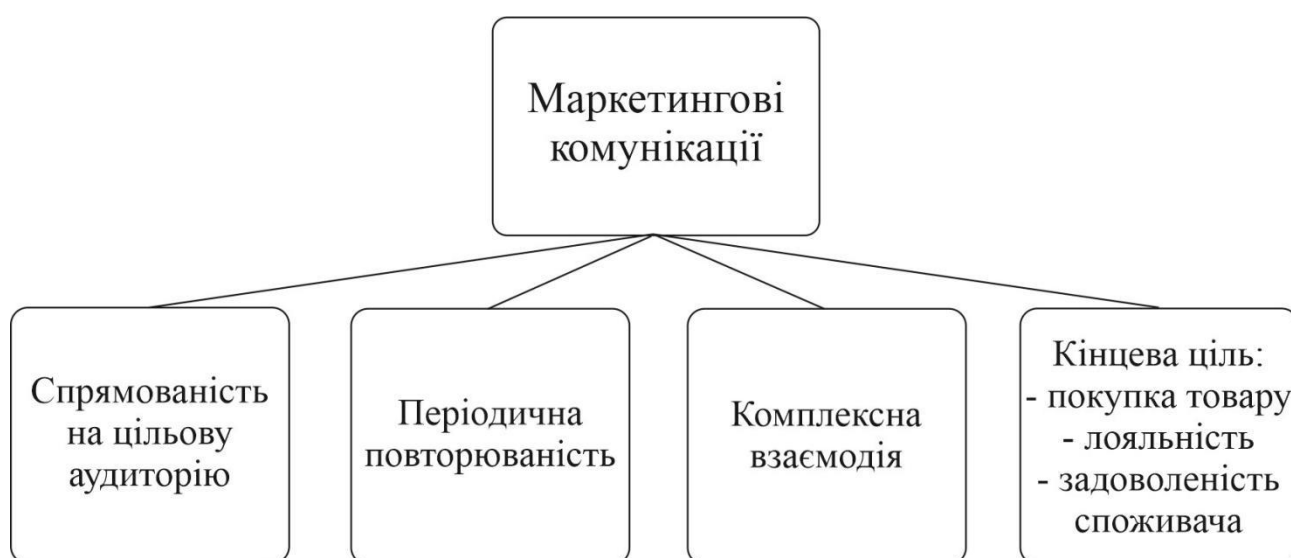 Маркетингові
комунікації
Спрямованість
на цільову
аудиторію
Періодична
повторюваність
Комплексна
взаємодія
Кінцева ціль:
- покупка товару
- лояльність
- задоволеність
споживача